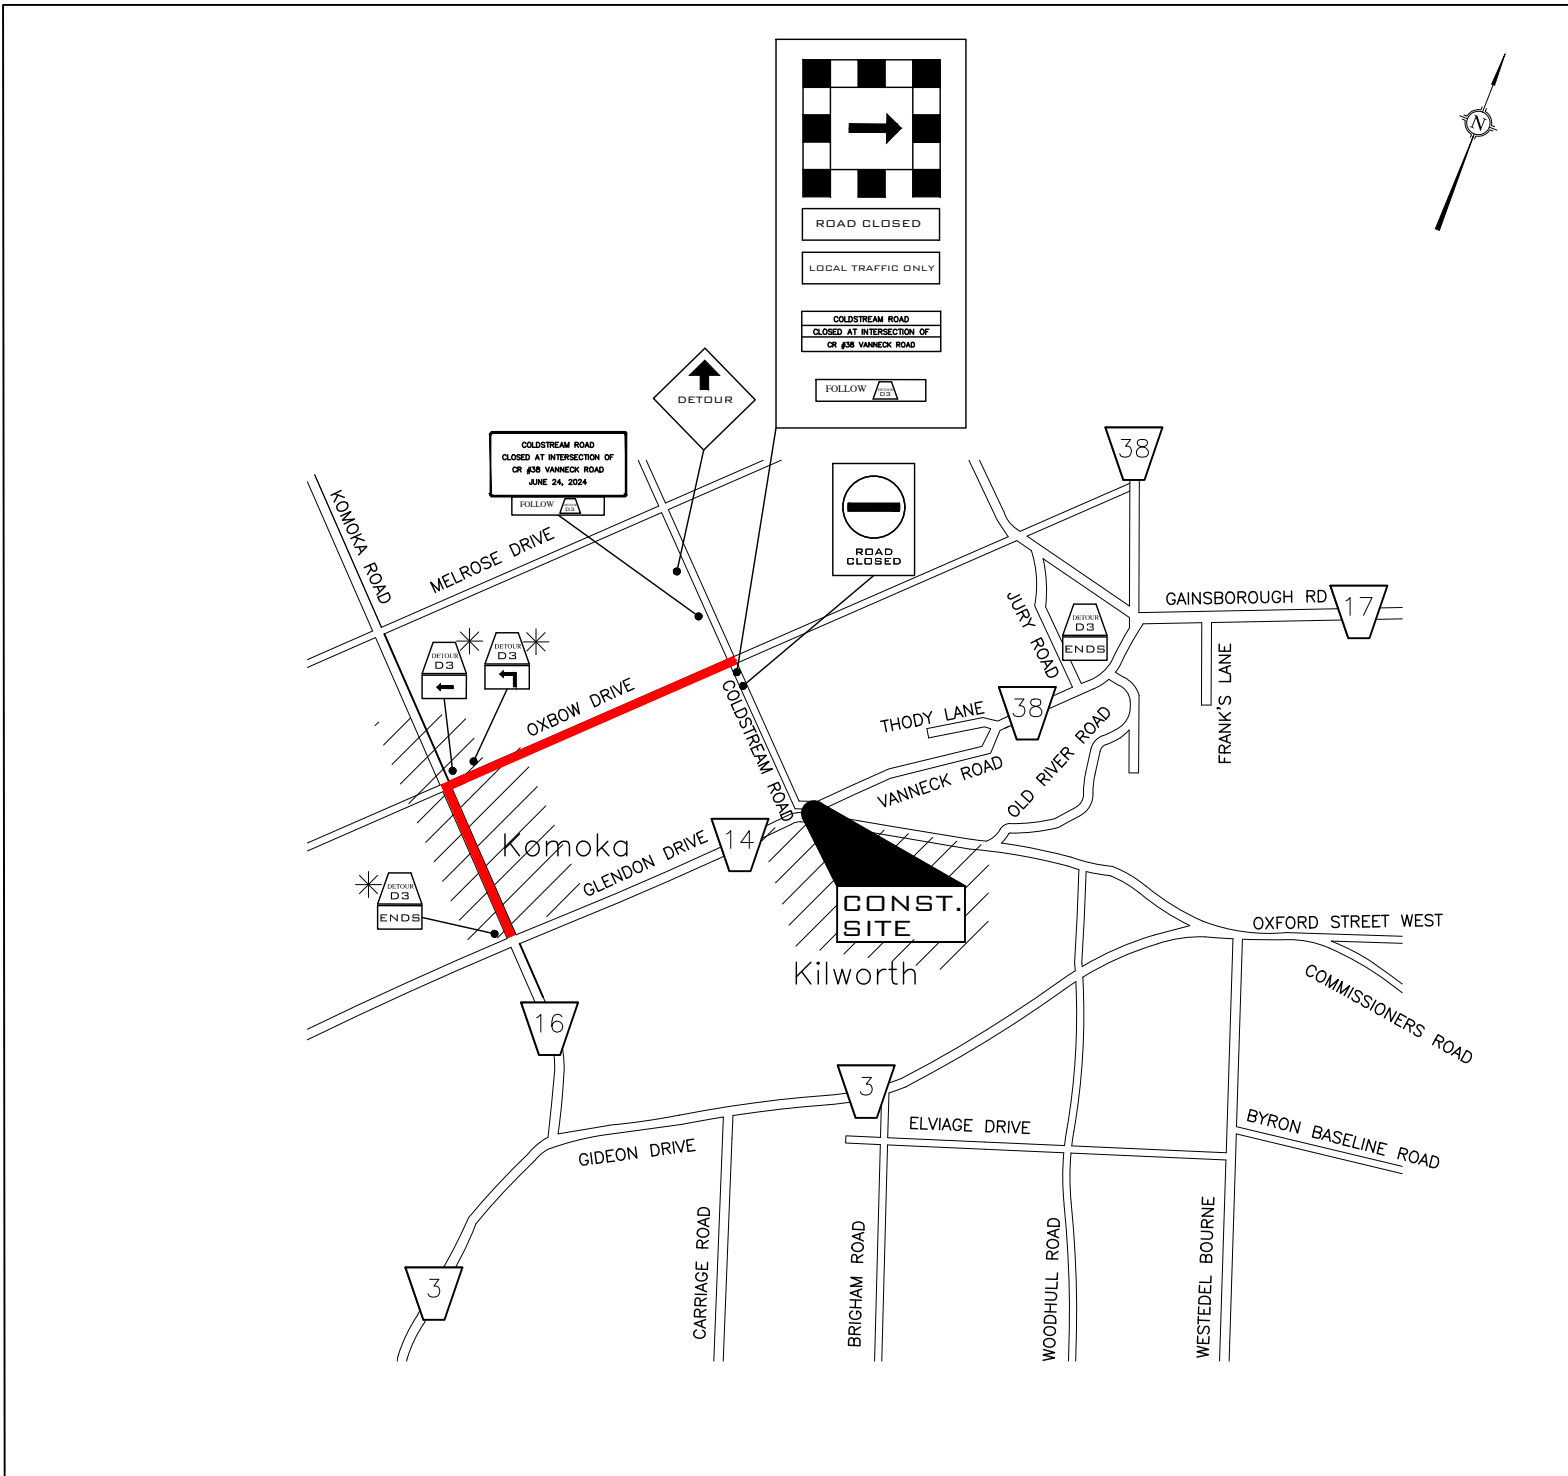 N
ROAD CLOSED
LOCAL TRAFFIC ONLY
COLDSTREAM ROAD
CLOSED AT INTERSECTION OF
CR #38 VANNECK ROAD
FOLLOW
DETOUR
D3
DETOUR
COLDSTREAM ROAD
CLOSED AT INTERSECTION OF
CR #38 VANNECK ROAD
JUNE 24, 2024
FOLLOW
DETOUR
D3
38
ROAD
CLOSED
KOMOKA ROAD
MELROSE DRIVE
GAINSBOROUGH RD
17
JURY ROAD
DETOUR
D3
ENDS
DETOUR
D3
DETOUR
D3
FRANK'S LANE
OXBOW DRIVE
COLDSTREAM ROAD
THODY LANE
38
OLD RIVER ROAD
VANNECK ROAD
Komoka
GLENDON DRIVE
14
DETOUR
D3
ENDS
CONST.
SITE
Kilworth
OXFORD STREET WEST
COMMISSIONERS ROAD
16
3
ELVIAGE DRIVE
BYRON BASELINE ROAD
GIDEON DRIVE
CARRIAGE ROAD
BRIGHAM ROAD
WOODHULL ROAD
WESTEDEL BOURNE
3